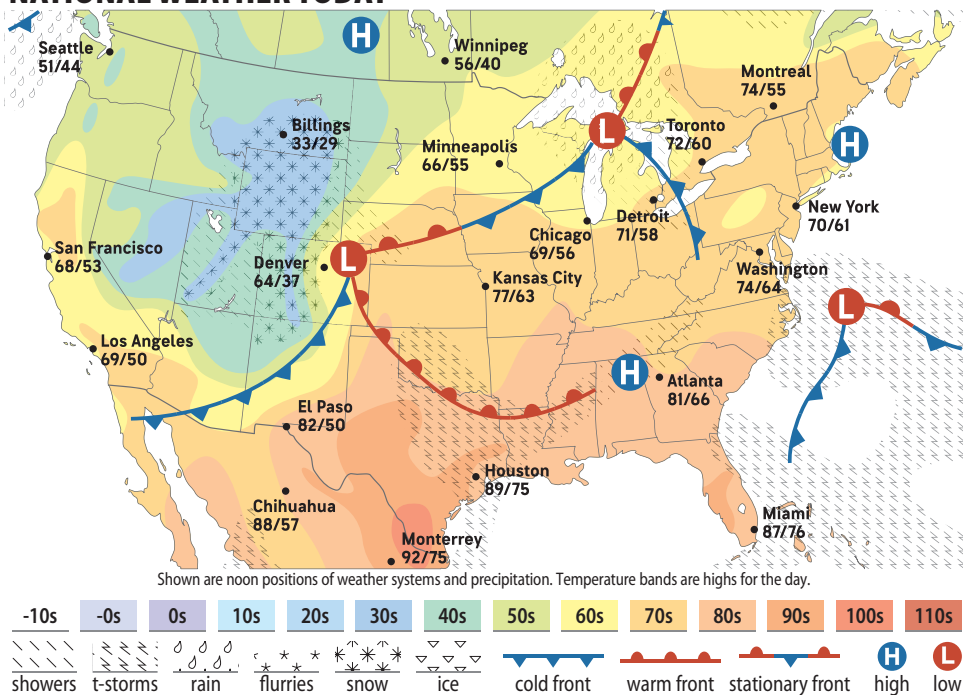 NATIONAL WEATHER TODAY
H
Seattle
51/44
Winnipeg
56/40
Montreal
74/55
Billings
33/29
L
Toronto
72/60
Minneapolis
66/55
H
New York
70/61
Detroit
71/58
Chicago
69/56
San Francisco
68/53
Denver
64/37
L
Kansas City
77/63
Washington
74/64
L
Los Angeles
69/50
H
Atlanta
81/66
El Paso
82/50
Houston
89/75
Chihuahua
88/57
Miami
87/76
Monterrey
92/75
Shown are noon positions of weather systems and precipitation. Temperature bands are highs for the day.
-10s -0s 0s 10s 20s 30s 40s 50s 60s 70s 80s 90s 100s 110s
H L
showers t-storms rain flurries snow ice cold front warm front stationary front high low